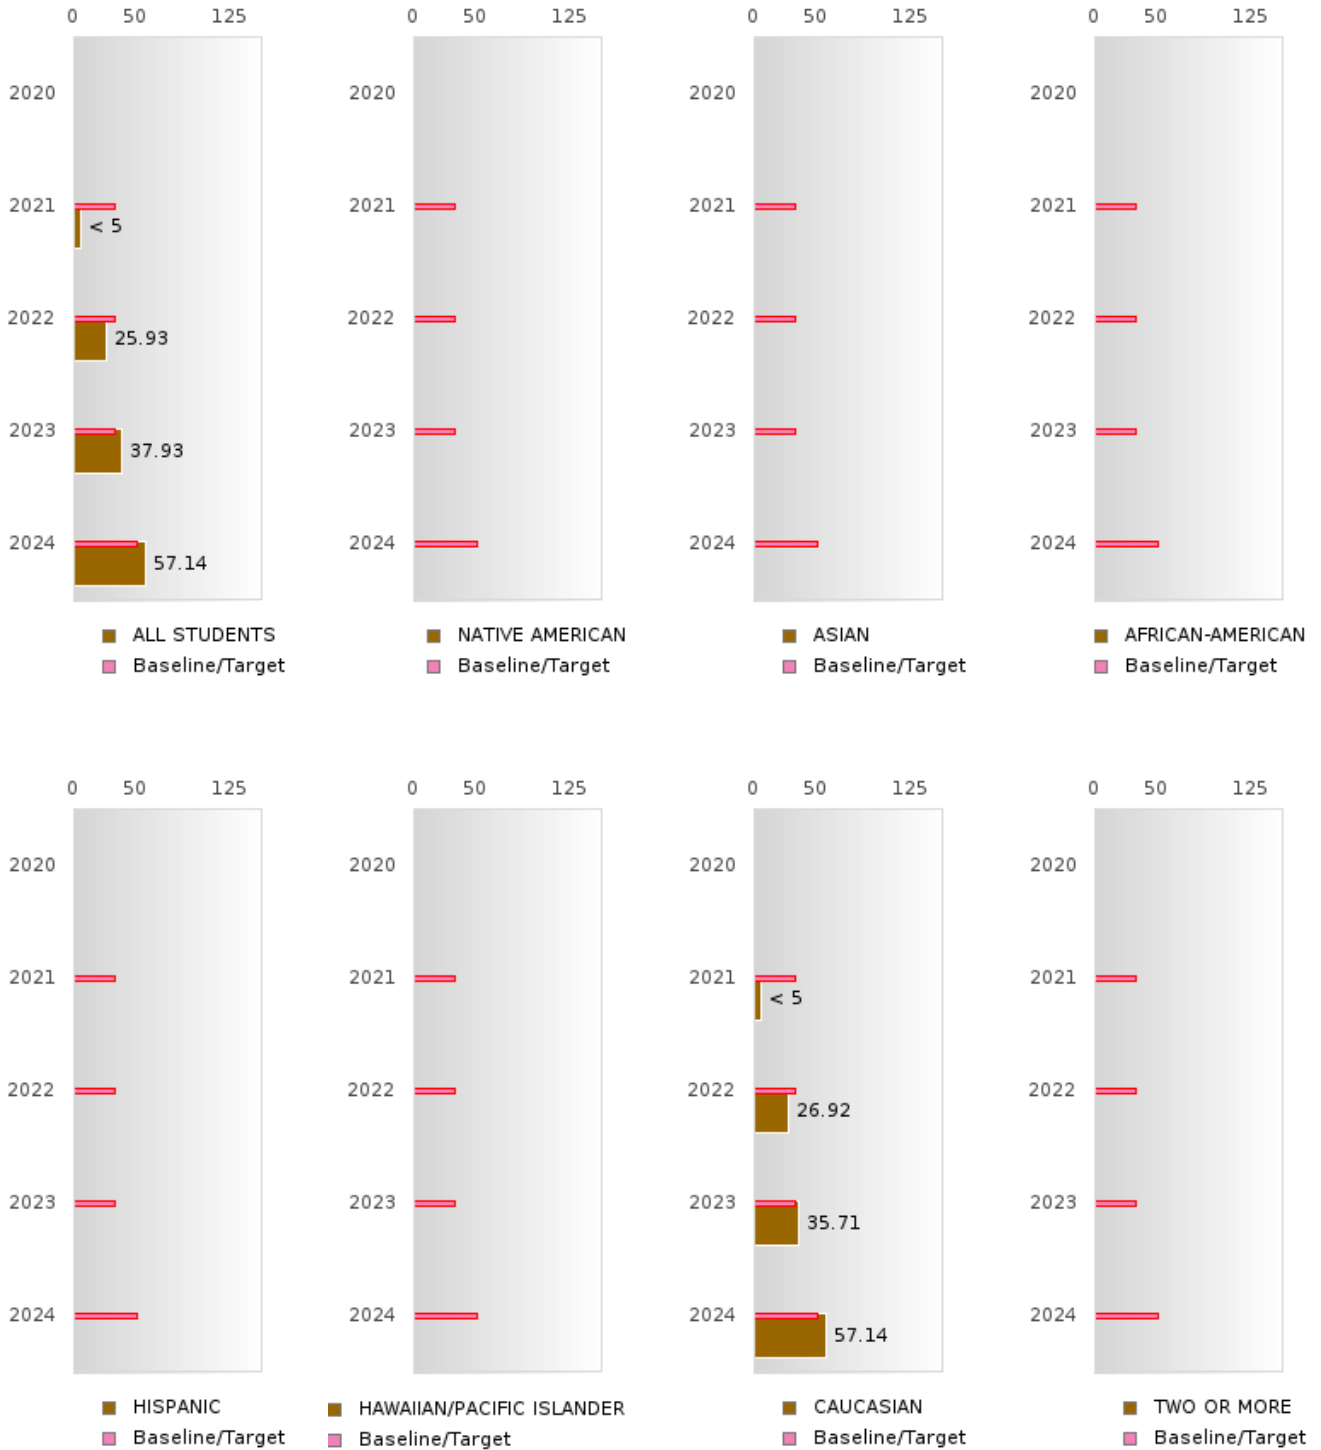 0 50 125 0 50 125 0 50 125 0 50 125
2020 2020 2020 2020
2021 2021 2021 2021
< 5
2022 2022 2022 2022
25.93
2023 2023 2023 2023
37.93
2024 2024 2024 2024
57.14
ALL STUDENTS NATIVE AMERICAN ASIAN AFRICAN-AMERICAN
Baseline/Target Baseline/Target Baseline/Target Baseline/Target
0 50 125 0 50 125 0 50 125 0 50 125
2020 2020 2020 2020
2021 2021 2021 2021
< 5
2022 2022 2022 2022
26.92
2023 2023 2023 2023
35.71
2024 2024 2024 2024
57.14
HISPANIC HAWAIIAN/PACIFIC ISLANDER CAUCASIAN TWO OR MORE
Baseline/Target Baseline/Target Baseline/Target Baseline/Target